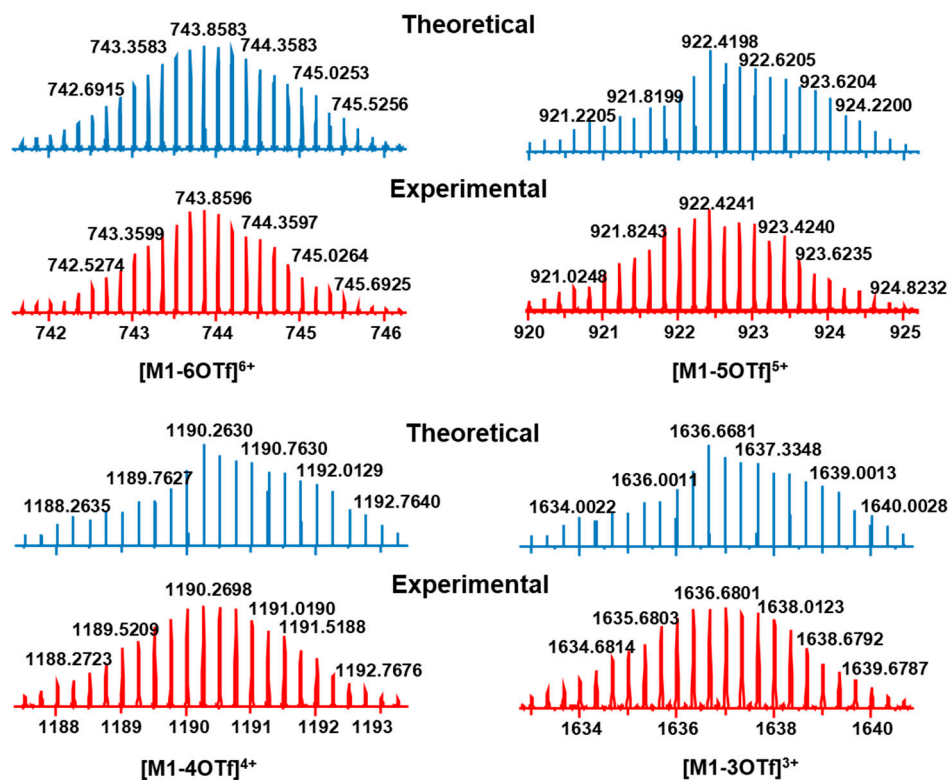 Theoretical
742.6915 743.3583 743.8583 744.3583 745.0253 745.5256
921.2205 921.8199 922.4198 922.6205 923.6204 924.2200
Experimental
742.5274 743.3599 743.8596 744.3597 745.0264 745.6925
742 743 744 745 746
921.0248 921.8243 922.4241 923.4240 923.6235 924.8232
920 921 922 923 924 925
[M1-6OTf]6+ [M1-5OTf]5+
Theoretical
1188.2635 1189.7627 1190.2630 1190.7630 1192.0129 1192.7640
1634.0022 1636.0011 1636.6681 1637.3348 1639.0013 1640.0028
Experimental
1188.2723 1189.5209 1190.2698 1191.0190 1191.5188 1192.7676
1188 1189 1190 1191 1192 1193
1634.6814 1635.6803 1636.6801 1638.0123 1638.6792 1639.6787
1634 1636 1638 1640
[M1-4OTf]4+ [M1-3OTf]3+